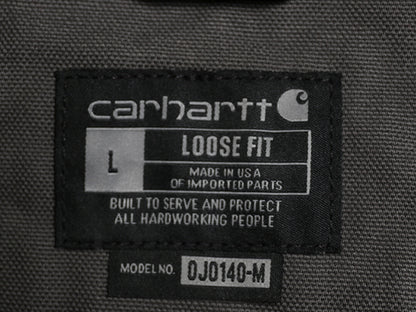 carhartt
L
LOOSE FIT
MADE IN USA
OF IMPORTED PARTS
BUILT TO SERVE AND PROTECT
ALL HARDWORKING PEOPLE
MODEL NO. 0J0140-M